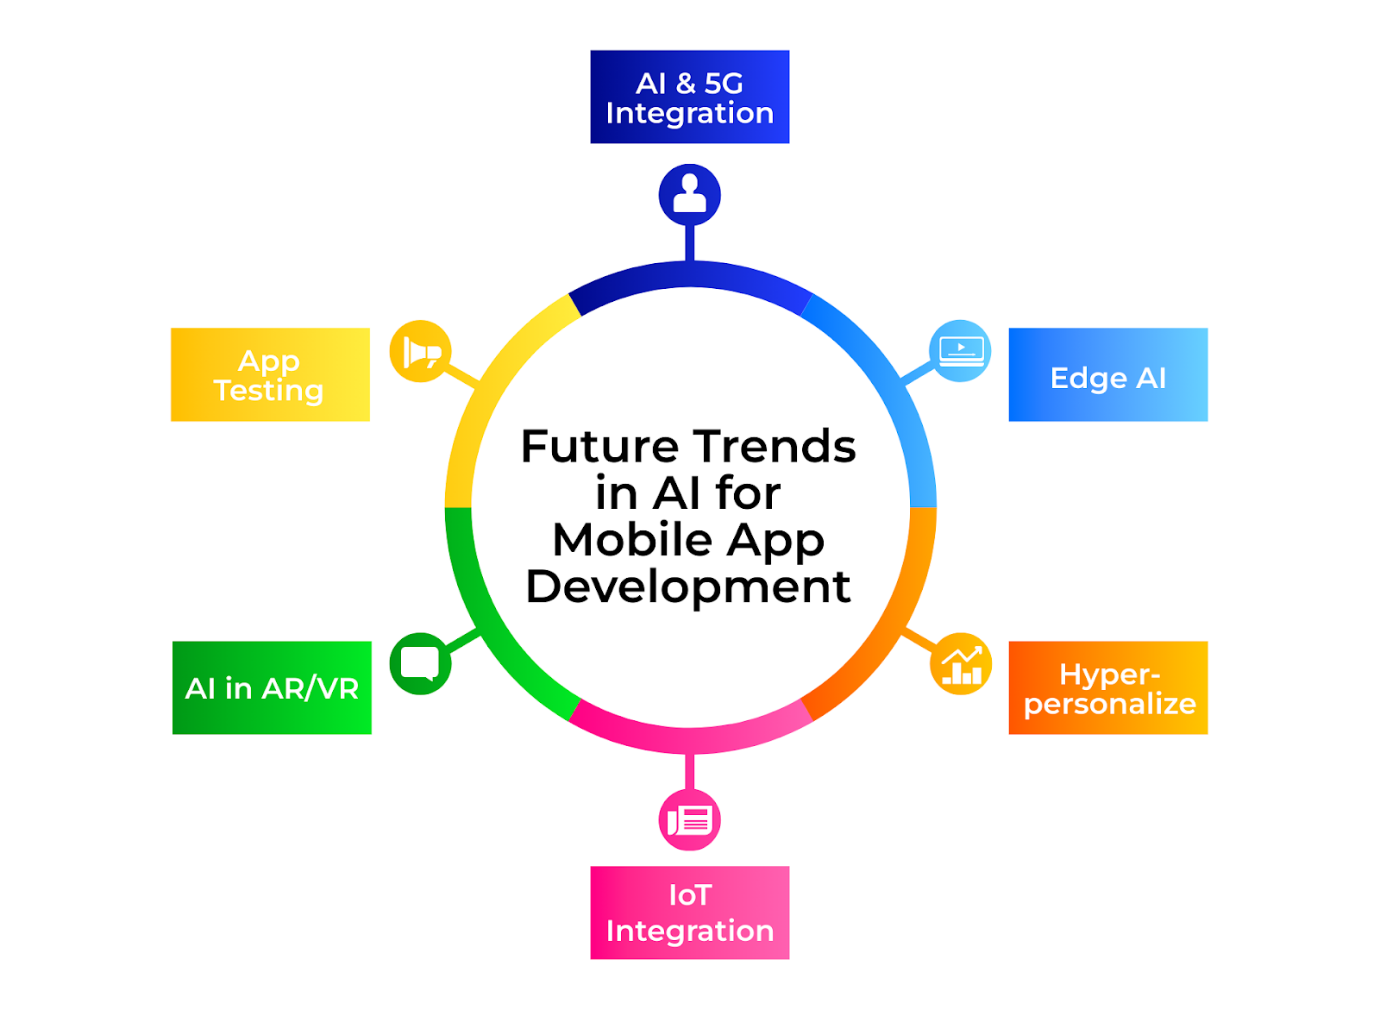 AI & 5G
Integration
App
Testing
Edge AI
Future Trends
in AI for
Mobile App
Development
AI in AR/VR
Hyper-
personalize
IoT
Integration